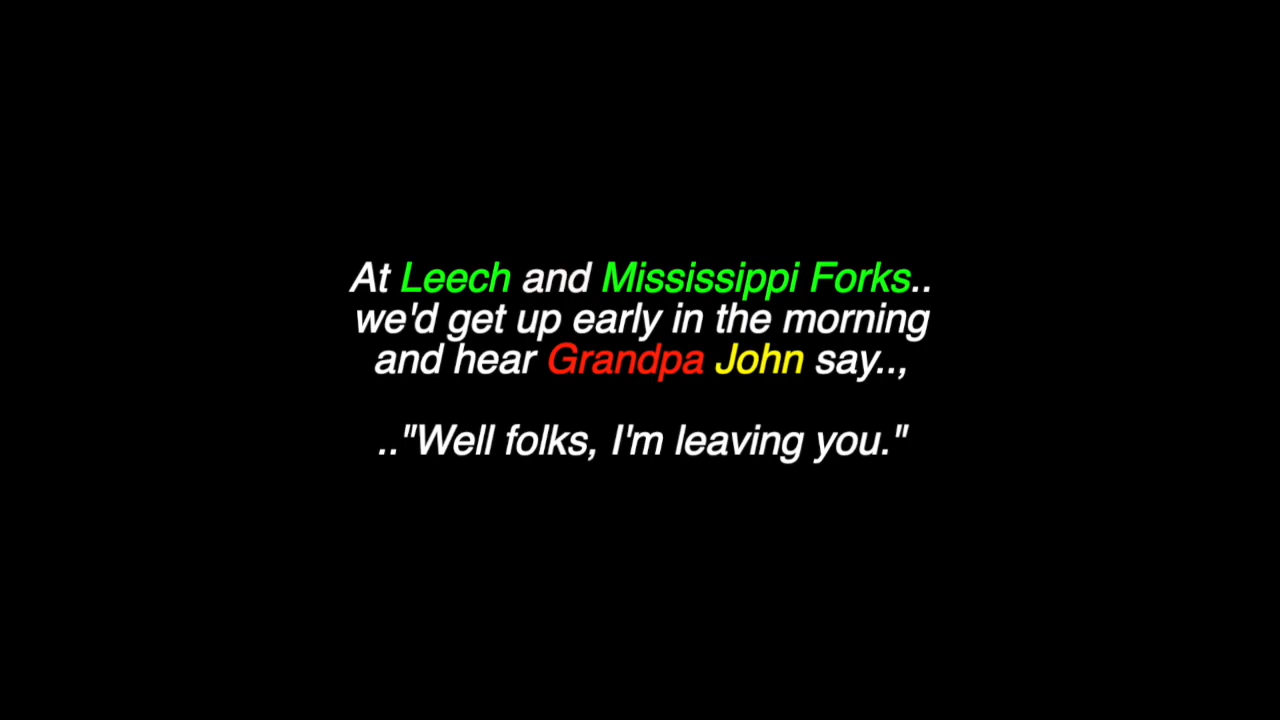 At Leech and Mississippi Forks..
we'd get up early in the morning
and hear Grandpa John say..,
.."Well folks, I'm leaving you."